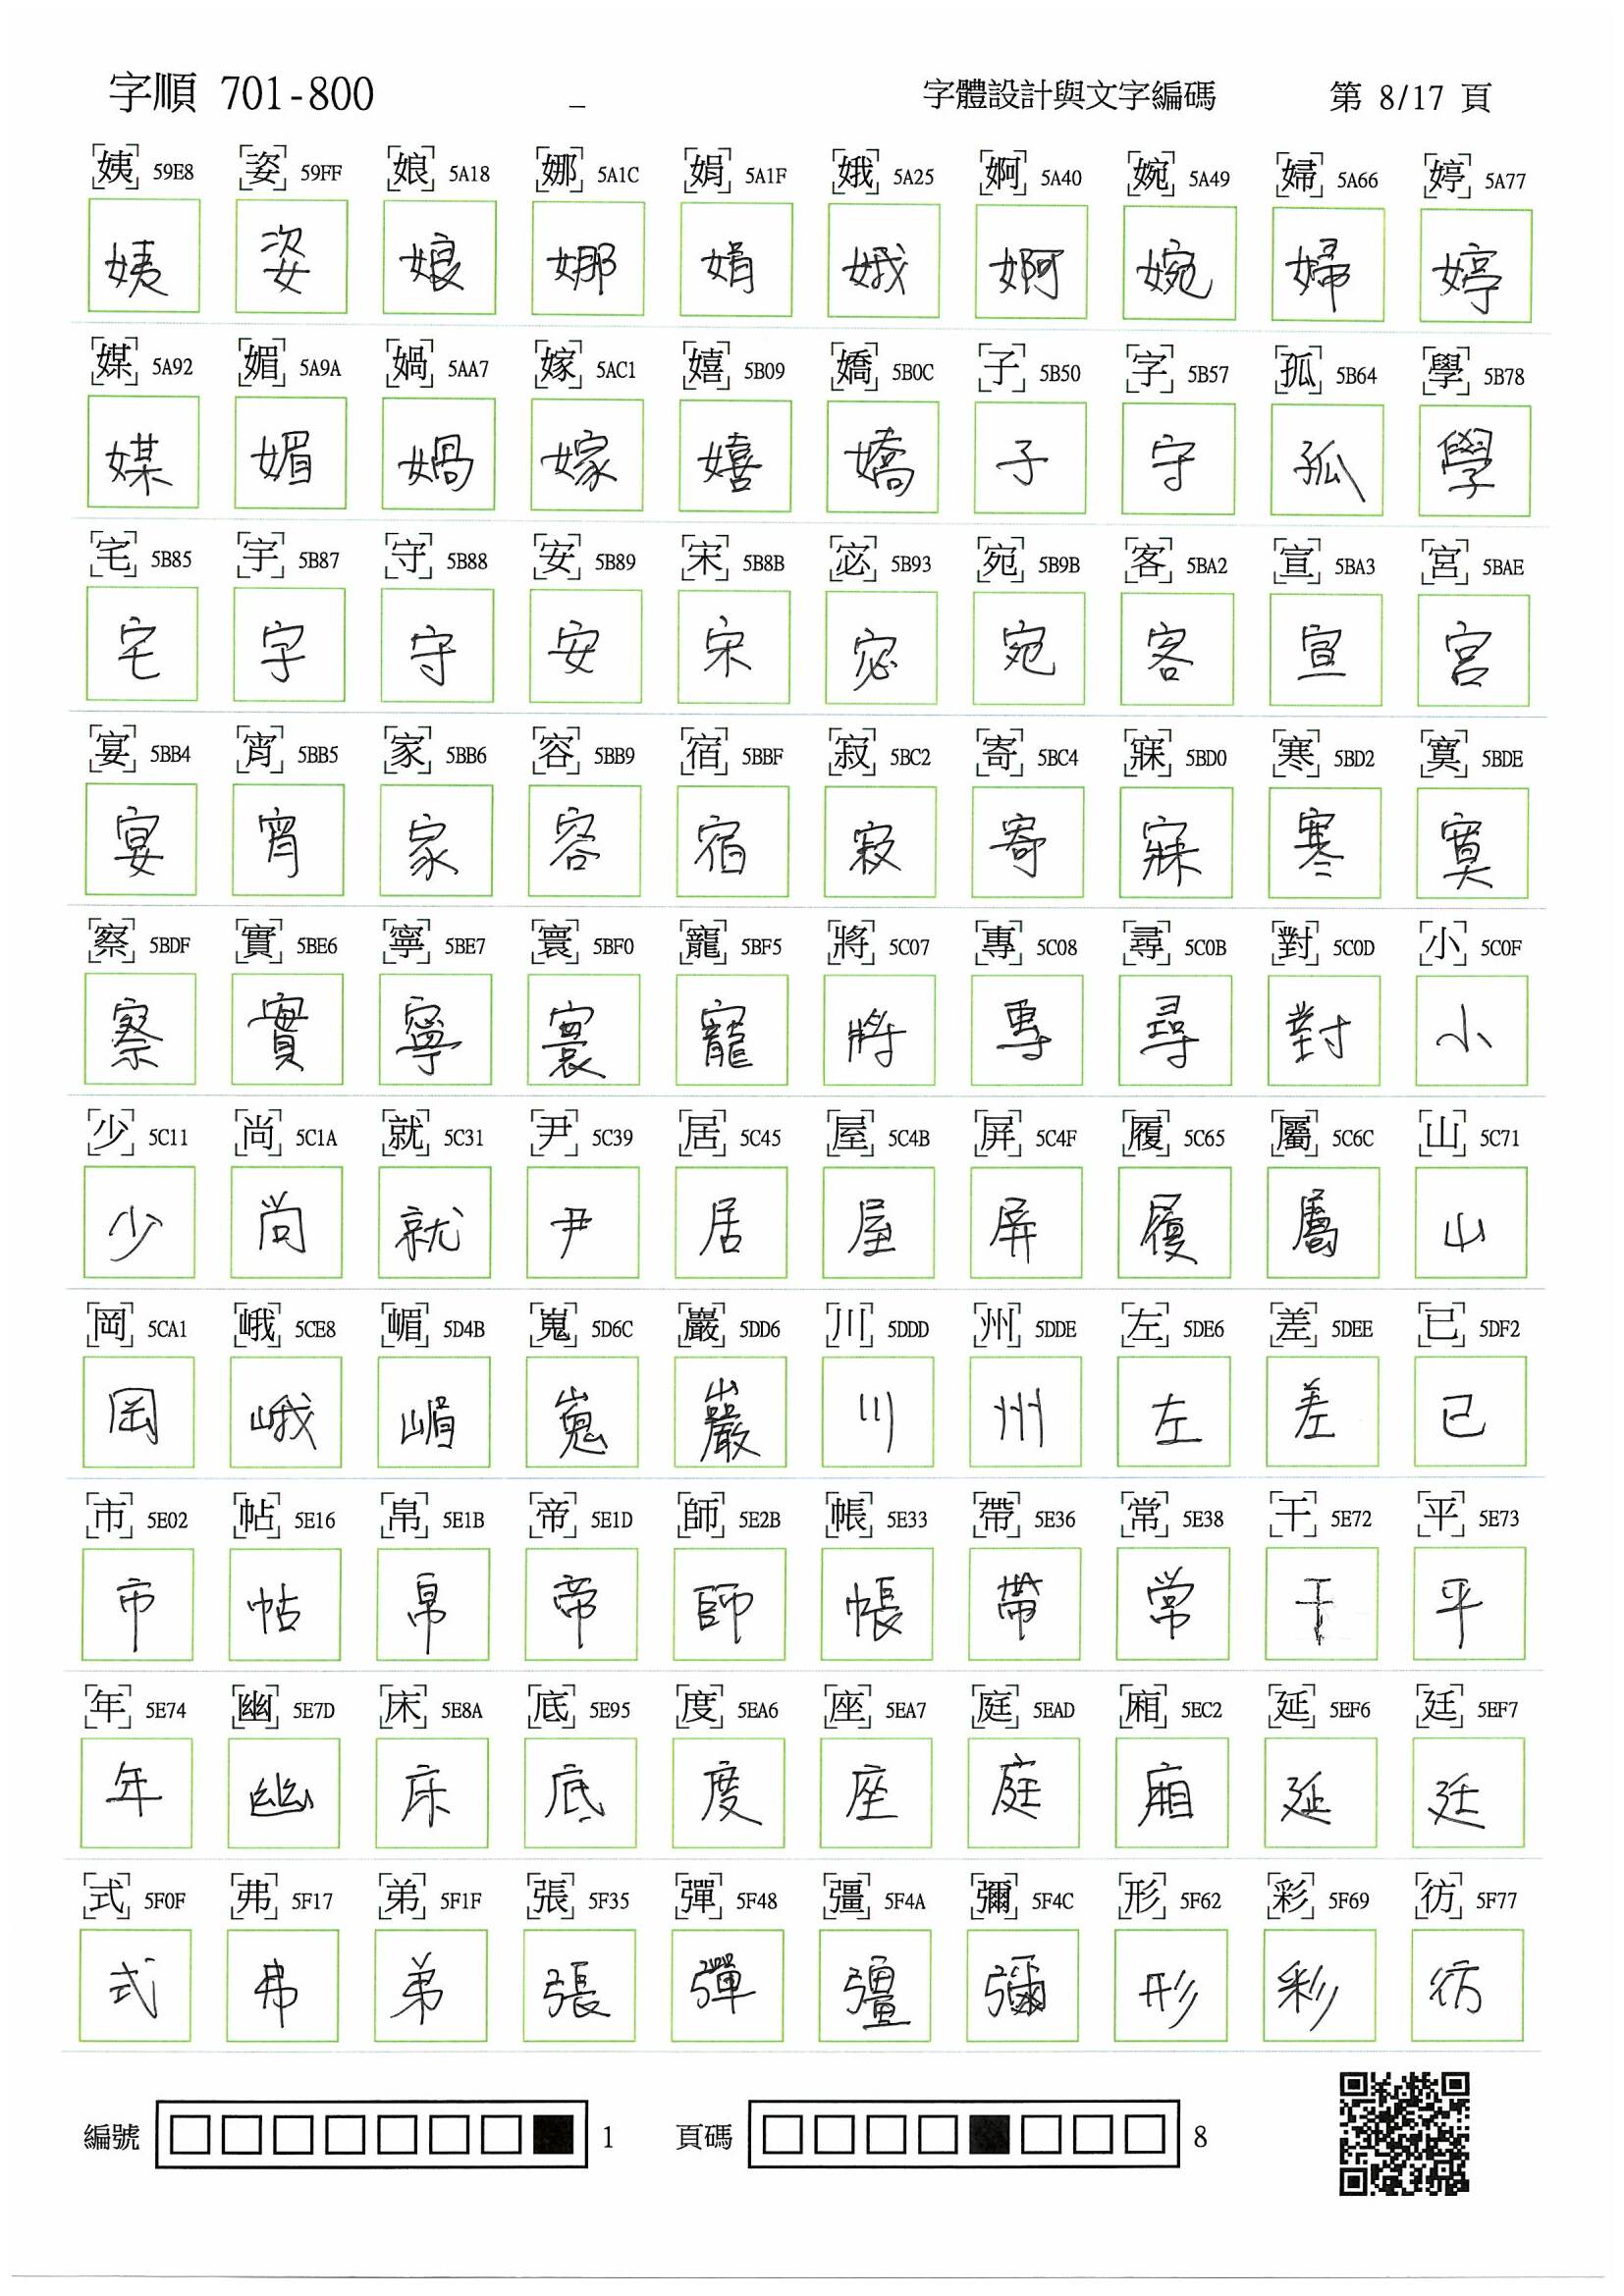 字順 701-800 _ 字體設計與文字編碼 第 8/17 頁
姨 59E8 姿 59FF 娘 5A18 娜 5A1C 娟 5A1F 娥 5A25 婀 5A40 婉 5A49 婦 5A66 婷 5A77
姨 姿 娘 娜 娟 娥 婀 婉 婦 婷
媒 5A92 媚 5A9A 媧 5AA7 嫁 5AC1 嬉 5B09 嬌 5B0C 子 5B50 字 5B57 孤 5B64 學 5B78
媒 媚 媧 嫁 嬉 嬌 子 守 孤 學
宅 5B85 宇 5B87 守 5B88 安 5B89 宋 5B8B 宓 5B93 宛 5B9B 客 5BA2 宣 5BA3 宮 5BAE
宅 字 守 安 宋 宓 宛 客 宣 宮
宴 5BB4 宵 5BB5 家 5BB6 容 5BB9 宿 5BBF 寂 5BC2 寄 5BC4 寐 5BD0 寒 5BD2 寞 5BDE
宴 宵 家 容 宿 寂 寄 寐 寒 寞
察 5BDF 實 5BE6 寧 5BE7 寰 5BF0 寵 5BF5 將 5C07 專 5C08 尋 5C0B 對 5C0D 小 5C0F
察 實 寧 寰 寵 將 專 尋 對 小
少 5C11 尚 5C1A 就 5C31 尹 5C39 居 5C45 屋 5C4B 屏 5C4F 履 5C65 屬 5C6C 山 5C71
少 尚 就 尹 居 屋 屏 履 屬 山
岡 5CA1 峨 5CE8 嵋 5D4B 嵬 5D6C 巖 5DD6 川 5DDD 州 5DDE 左 5DE6 差 5DEE 已 5DF2
岡 峨 嵋 嵬 巖 川 州 左 差 已
市 5E02 帖 5E16 帛 5E1B 帝 5E1D 師 5E2B 帳 5E33 帶 5E36 常 5E38 干 5E72 平 5E73
市 帖 帛 帝 師 帳 帶 常 干 平
年 5E74 幽 5E7D 床 5E8A 底 5E95 度 5EA6 座 5EA7 庭 5EAD 廂 5EC2 延 5EF6 廷 5EF7
年 幽 床 底 度 座 庭 廂 延 廷
式 5F0F 弗 5F17 弟 5F1F 張 5F35 彈 5F48 彊 5F4A 彌 5F4C 形 5F62 彩 5F69 彷 5F77
式 弗 弟 張 彈 彊 彌 形 彩 彷
編號 1 頁碼 8